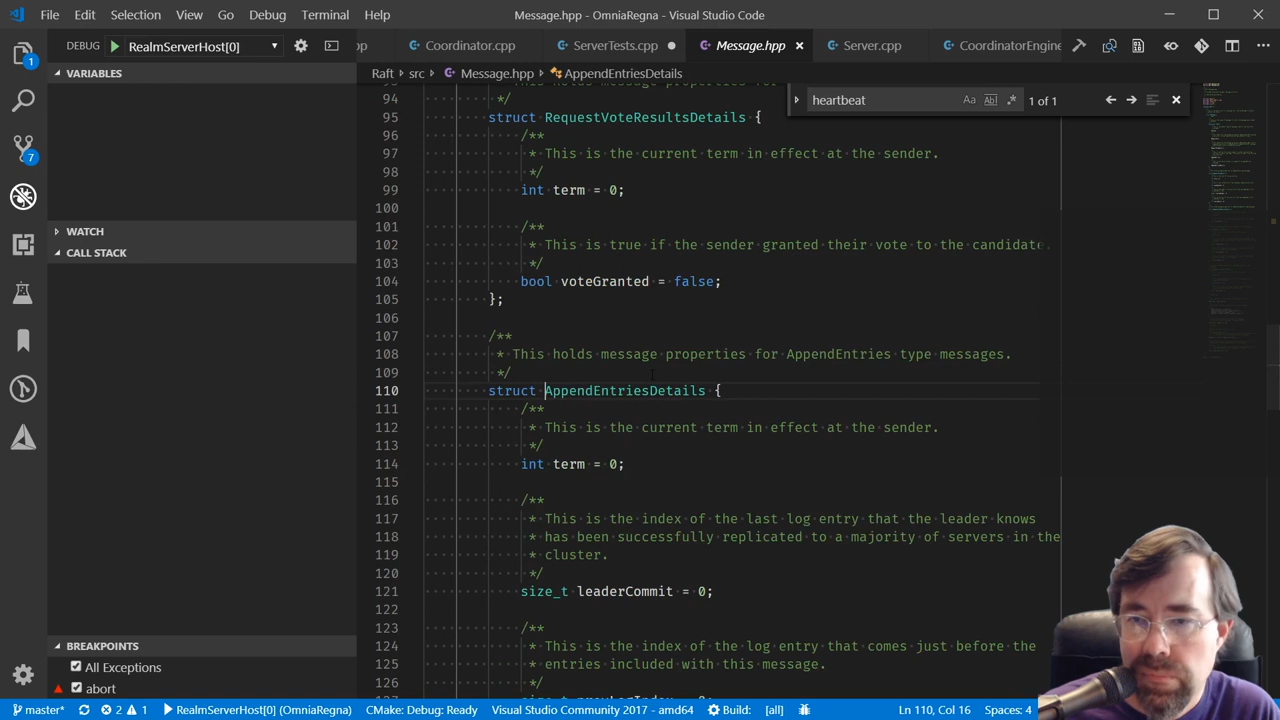 File Edit Selection View Go Debug Terminal Help Message.hpp - OmniaRegna - Visual Studio Code
DEBUG RealmServerHost[0] Coordinator.cpp ServerTests.cpp Message.hpp Server.cpp CoordinatorEngine
VARIABLES
Raft › src › Message.hpp › AppendEntriesDetails
heartbeat Aa Abl .* 1 of 1
94 */
95 struct RequestVoteResultsDetails {
96 /**
97 * This is the current term in effect at the sender.
98 */
99 int term = 0;
100
101 /**
102 * This is true if the sender granted their vote to the candidate.
103 */
104 bool voteGranted = false;
105 };
106
107 /**
108 * This holds message properties for AppendEntries type messages.
109 */
110 struct AppendEntriesDetails {
111 /**
112 * This is the current term in effect at the sender.
113 */
114 int term = 0;
115
116 /**
117 * This is the index of the last log entry that the leader knows
118 * has been successfully replicated to a majority of servers in the
119 * cluster.
120 */
121 size_t leaderCommit = 0;
122
123 /**
124 * This is the index of the log entry that comes just before the
125 * entries included with this message.
126 */
WATCH
CALL STACK
BREAKPOINTS
All Exceptions
abort
1
7
master* 2 1 RealmServerHost[0] (OmniaRegna) CMake: Debug: Ready Visual Studio Community 2017 - amd64 Build: [all] Ln 110, Col 16 Spaces: 4